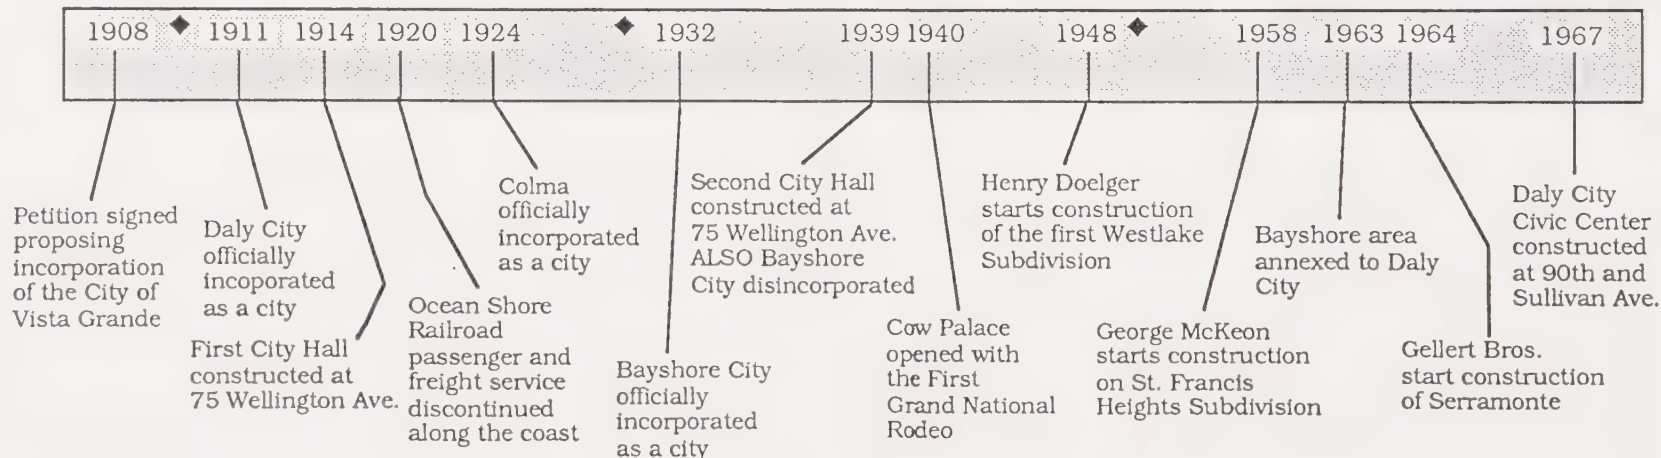 1908 ◆ 1911 1914 1920 1924 ◆ 1932 1939 1940 1948 ◆ 1958 1963 1964 1967
Petition signed
proposing
incorporation
of the City of
Vista Grande
Daly City
officially
incoporated
as a city
First City Hall
constructed at
75 Wellington Ave.
Ocean Shore
Railroad
passenger and
freight service
discontinued
along the coast
Colma
officially
incorporated
as a city
Bayshore City
officially
incorporated
as a city
Second City Hall
constructed at
75 Wellington Ave.
ALSO Bayshore
City disincorporated
Cow Palace
opened with
the First
Grand National
Rodeo
Henry Doelger
starts construction
of the first Westlake
Subdivision
George McKeon
starts construction
on St. Francis
Heights Subdivision
Bayshore area
annexed to Daly
City
Gellert Bros.
start construction
of Serramonte
Daly City
Civic Center
constructed
at 90th and
Sullivan Ave.